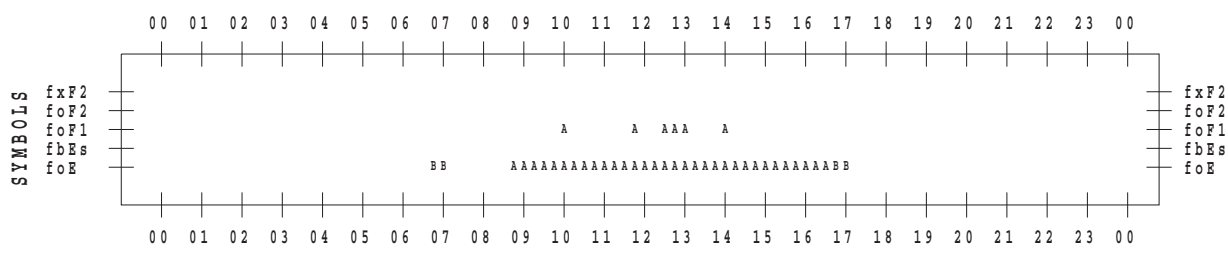 00 01 02 03 04 05 06 07 08 09 10 11 12 13 14 15 16 17 18 19 20 21 22 23 00
SYMBOLS
fxF2 fxF2
foF2 foF2
foF1 A A AAA A foF1
fbEs fbEs
foE BB AAAAAAAAAAAAAAAAAAAAAAAAAAAAAAAABB foE
00 01 02 03 04 05 06 07 08 09 10 11 12 13 14 15 16 17 18 19 20 21 22 23 00